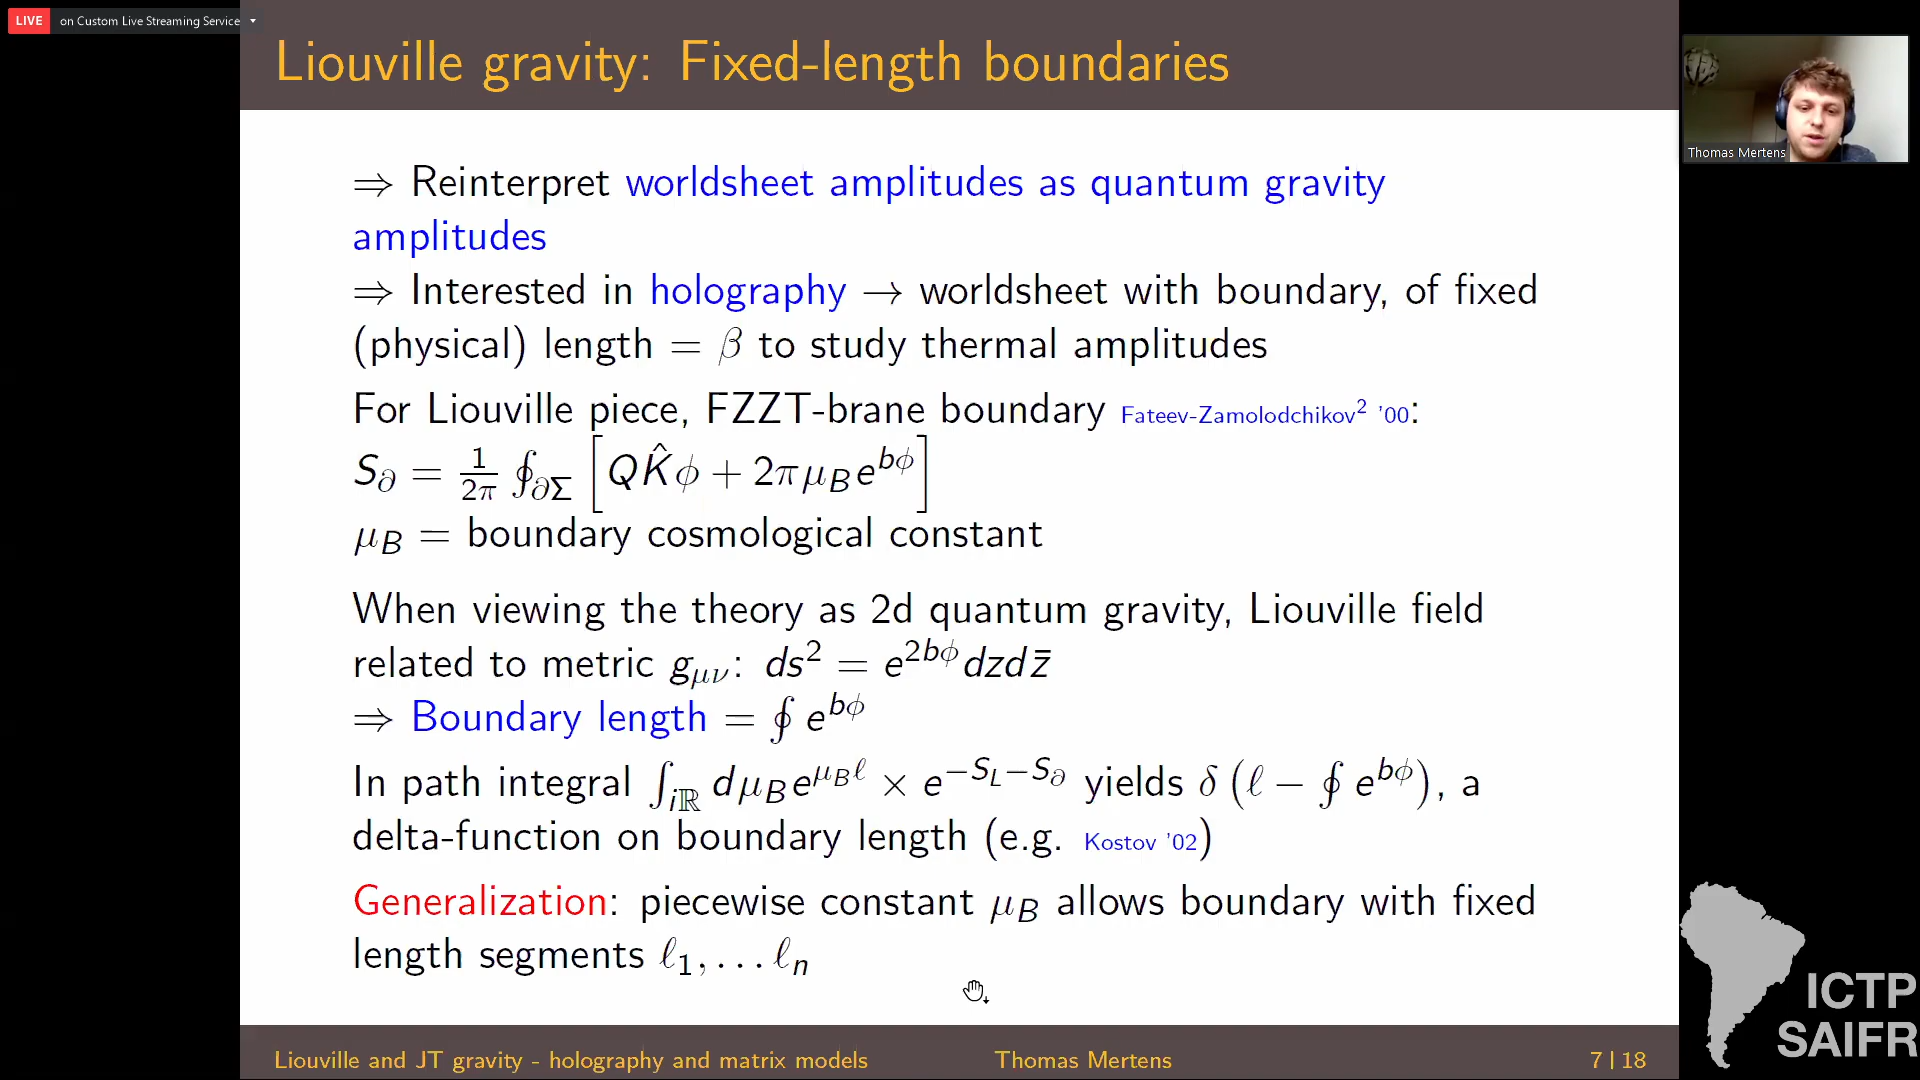 LIVE on Custom Live Streaming Service
Liouville gravity: Fixed-length boundaries
Thomas Mertens
⇒ Reinterpret worldsheet amplitudes as quantum gravity
amplitudes
⇒ Interested in holography → worldsheet with boundary, of fixed
(physical) length = β to study thermal amplitudes
For Liouville piece, FZZT-brane boundary Fateev-Zamolodchikov² '00:
S_∂ = 1/2π ∮_∂Σ [QK̂φ + 2πμ_B e^{bφ}]
μ_B = boundary cosmological constant
When viewing the theory as 2d quantum gravity, Liouville field
related to metric g_{μν}: ds² = e^{2bφ}dzdz̄
⇒ Boundary length = ∮ e^{bφ}
In path integral ∫_{iℝ} dμ_B e^{μ_B ℓ} × e^{−S_L−S_∂} yields δ(ℓ − ∮ e^{bφ}), a
delta-function on boundary length (e.g. Kostov '02)
Generalization: piecewise constant μ_B allows boundary with fixed
length segments ℓ₁, … ℓₙ
ICTP
SAIFR
Liouville and JT gravity - holography and matrix models Thomas Mertens 7 | 18